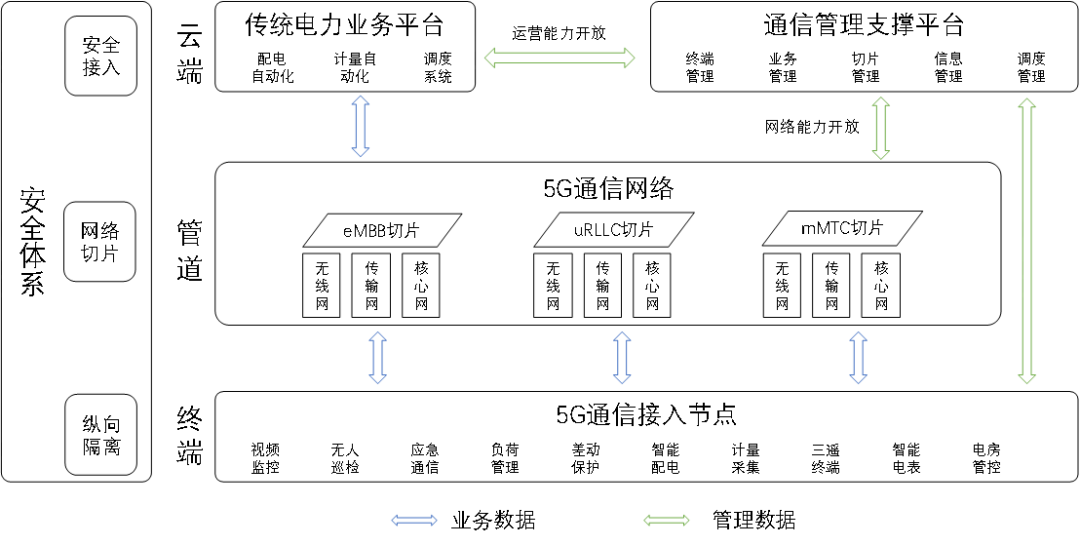 安全体系
安全
接入
网络
切片
纵向
隔离
云端
传统电力业务平台
配电
自动化
计量自
动化
调度
系统
运营能力开放
通信管理支撑平台
终端
管理
业务
管理
切片
管理
信息
管理
调度
管理
网络能力开放
管道
5G通信网络
eMBB切片
无线网
传输网
核心网
uRLLC切片
无线网
传输网
核心网
mMTC切片
无线网
传输网
核心网
终端
5G通信接入节点
视频
监控
无人
巡检
应急
通信
负荷
管理
差动
保护
智能
配电
计量
采集
三遥
终端
智能
电表
电房
管控
业务数据
管理数据